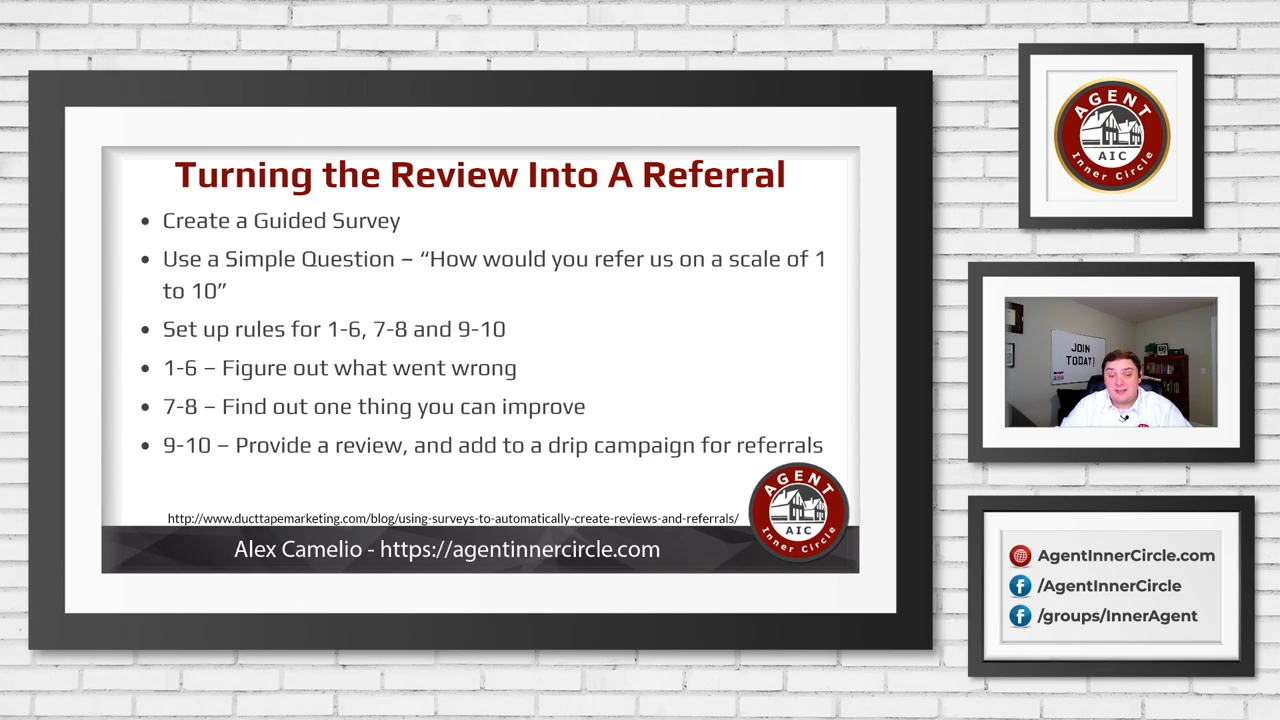 Turning the Review Into A Referral
• Create a Guided Survey
• Use a Simple Question – “How would you refer us on a scale of 1
to 10”
• Set up rules for 1-6, 7-8 and 9-10
• 1-6 – Figure out what went wrong
• 7-8 – Find out one thing you can improve
• 9-10 – Provide a review, and add to a drip campaign for referrals
http://www.ducttapemarketing.com/blog/using-surveys-to-automatically-create-reviews-and-referrals/
Alex Camelio - https://agentinnercircle.com
AGENT
AIC
Inner Circle
AGENT
AIC
Inner Circle
JOIN
TODAY!
AgentInnerCircle.com
/AgentInnerCircle
/groups/InnerAgent